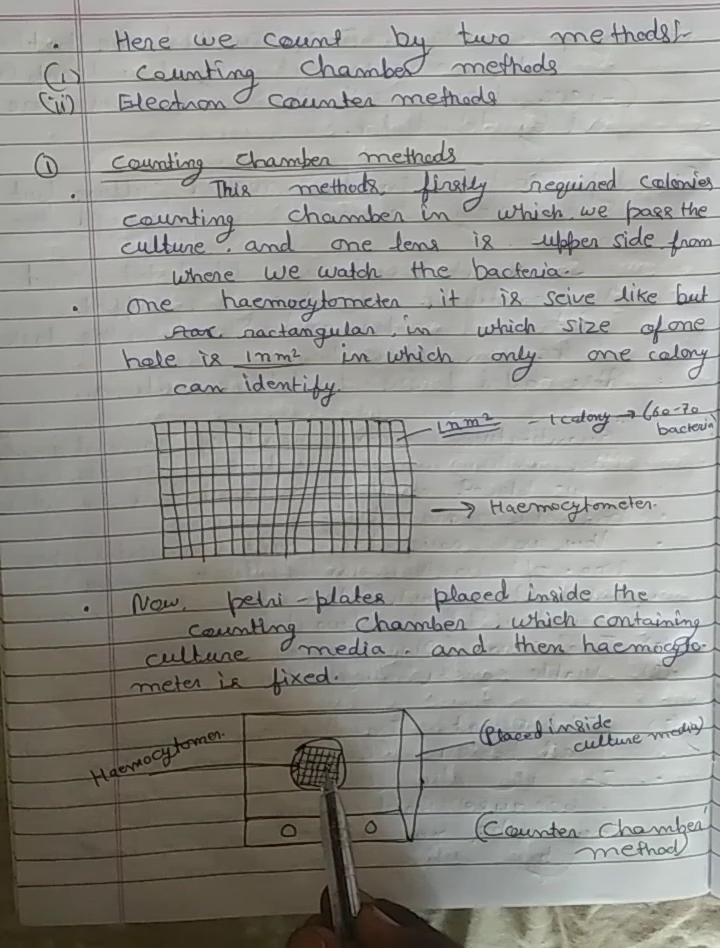 . Here we count by two methods:-
(i) Counting Chamber methods
(ii) Electron Counter methods
① Counting Chamber methods
. This methods, firstly required colonies
counting chamber in which we pass the
culture. and one lens is upper side from
where we watch the bacteria.
. one haemocytometer, it is seive like but
ractangular, in which size of one
hole is 1nm² in which only one colony
can identify.
1nm² - 1 colony → (60-70
bacteria)
→ Haemocytometer.
. Now, petri-plates placed inside the
counting chamber, which containing
culture media. and then haemocyto-
meter is fixed.
Haemocytomer.
(Placed inside
culture media)
(Counter Chamber
method)